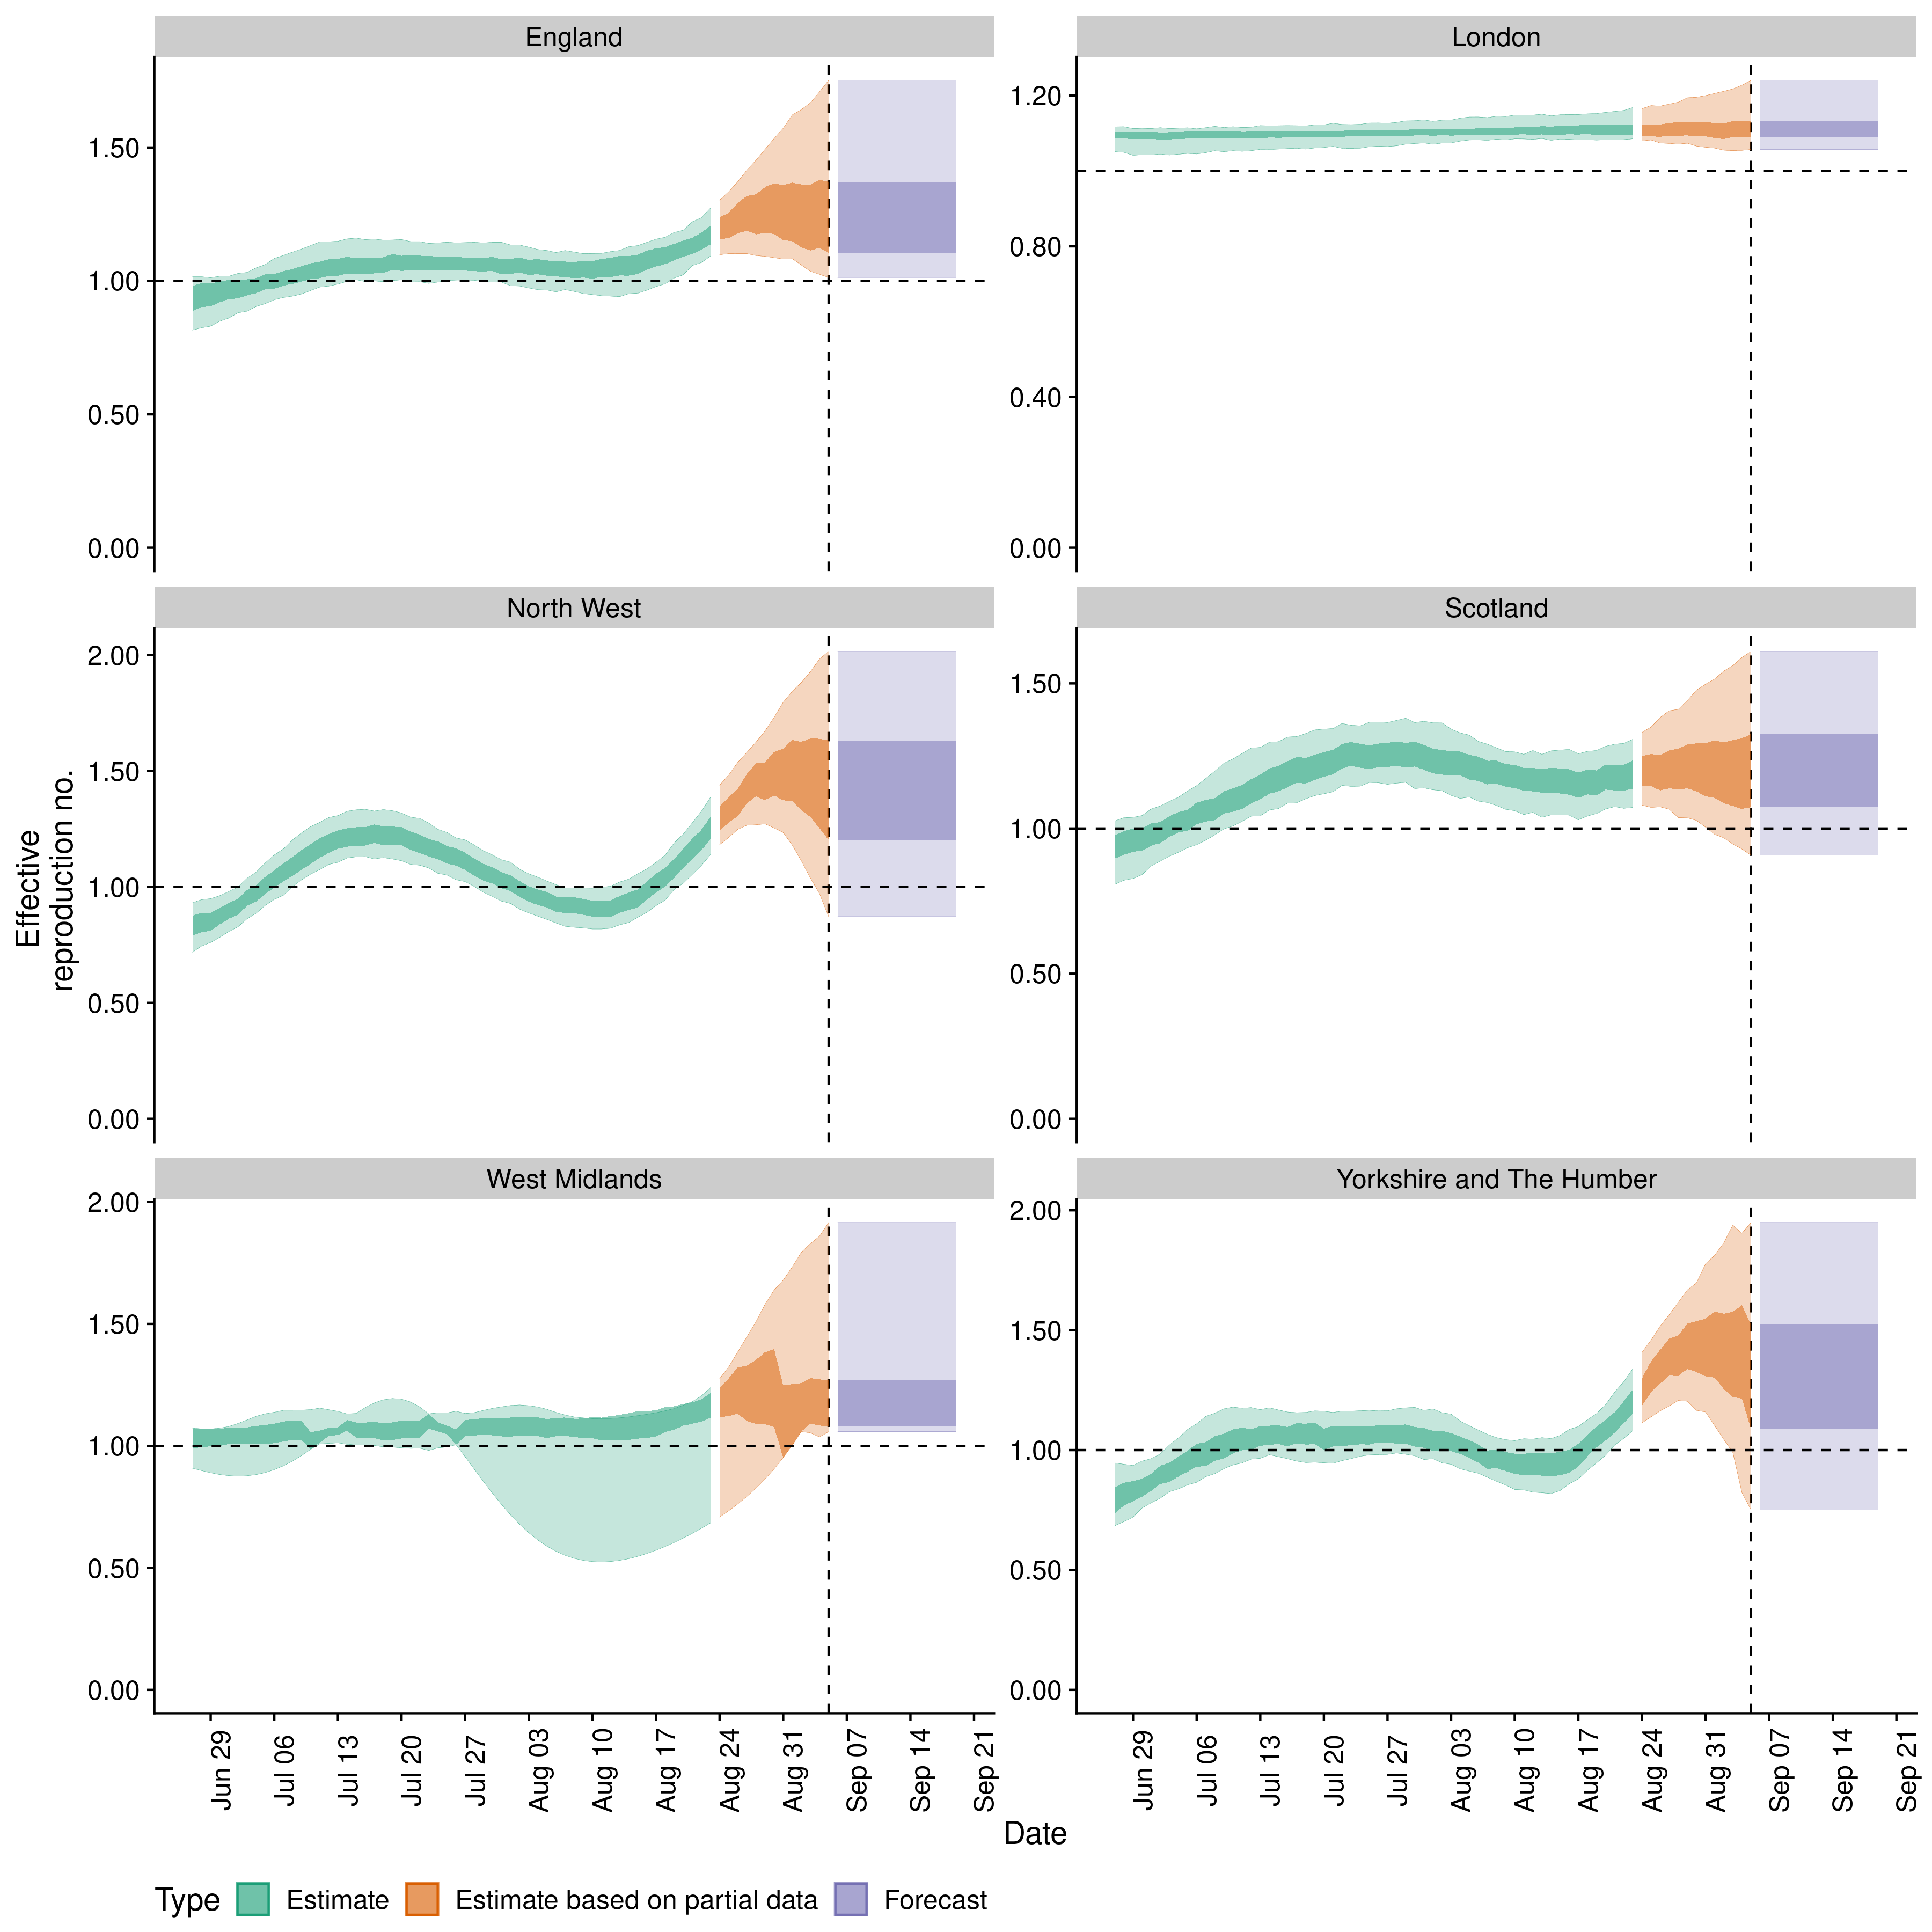 England
London
1.50
1.00
0.50
0.00
1.20
0.80
0.40
0.00
North West
Scotland
2.00
1.50
1.00
0.50
0.00
1.50
1.00
0.50
0.00
Effective
reproduction no.
West Midlands
Yorkshire and The Humber
2.00
1.50
1.00
0.50
0.00
2.00
1.50
1.00
0.50
0.00
Jun 29
Jul 06
Jul 13
Jul 20
Jul 27
Aug 03
Aug 10
Aug 17
Aug 24
Aug 31
Sep 07
Sep 14
Sep 21
Jun 29
Jul 06
Jul 13
Jul 20
Jul 27
Aug 03
Aug 10
Aug 17
Aug 24
Aug 31
Sep 07
Sep 14
Sep 21
Date
Type Estimate Estimate based on partial data Forecast